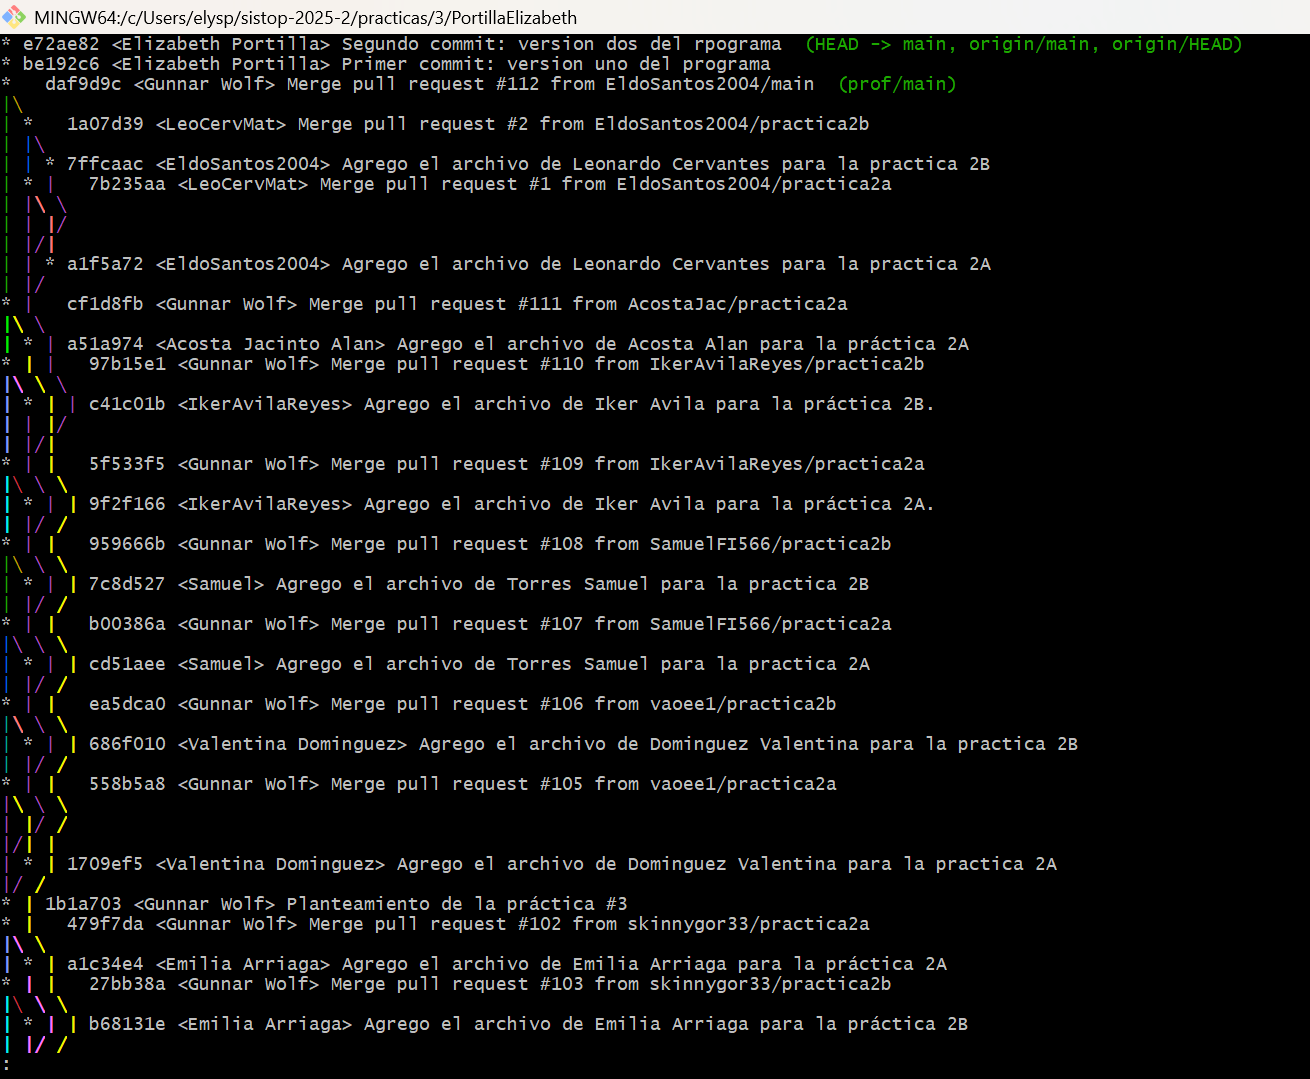 MINGW64:/c/Users/elysp/sistop-2025-2/practicas/3/PortillaElizabeth
* e72ae82 <Elizabeth Portilla> Segundo commit: version dos del rpograma  (HEAD -> main, origin/main, origin/HEAD)
* be192c6 <Elizabeth Portilla> Primer commit: version uno del programa
*   daf9d9c <Gunnar Wolf> Merge pull request #112 from EldoSantos2004/main  (prof/main)
|\
| *   1a07d39 <LeoCervMat> Merge pull request #2 from EldoSantos2004/practica2b
| |\
| | * 7ffcaac <EldoSantos2004> Agrego el archivo de Leonardo Cervantes para la practica 2B
| * |   7b235aa <LeoCervMat> Merge pull request #1 from EldoSantos2004/practica2a
| |\ \
| | |/
| |/|
| | * a1f5a72 <EldoSantos2004> Agrego el archivo de Leonardo Cervantes para la practica 2A
| |/
* |   cf1d8fb <Gunnar Wolf> Merge pull request #111 from AcostaJac/practica2a
|\ \
| * | a51a974 <Acosta Jacinto Alan> Agrego el archivo de Acosta Alan para la práctica 2A
* | |   97b15e1 <Gunnar Wolf> Merge pull request #110 from IkerAvilaReyes/practica2b
|\ \ \
| * | | c41c01b <IkerAvilaReyes> Agrego el archivo de Iker Avila para la práctica 2B.
| | |/
| |/|
* | |   5f533f5 <Gunnar Wolf> Merge pull request #109 from IkerAvilaReyes/practica2a
|\ \ \
| * | | 9f2f166 <IkerAvilaReyes> Agrego el archivo de Iker Avila para la práctica 2A.
| |/ /
* | |   959666b <Gunnar Wolf> Merge pull request #108 from SamuelFI566/practica2b
|\ \ \
| * | | 7c8d527 <Samuel> Agrego el archivo de Torres Samuel para la practica 2B
| |/ /
* | |   b00386a <Gunnar Wolf> Merge pull request #107 from SamuelFI566/practica2a
|\ \ \
| * | | cd51aee <Samuel> Agrego el archivo de Torres Samuel para la practica 2A
| |/ /
* | |   ea5dca0 <Gunnar Wolf> Merge pull request #106 from vaoee1/practica2b
|\ \ \
| * | | 686f010 <Valentina Dominguez> Agrego el archivo de Dominguez Valentina para la practica 2B
| |/ /
* | |   558b5a8 <Gunnar Wolf> Merge pull request #105 from vaoee1/practica2a
|\ \ \
| |/ /
|/| |
| * | 1709ef5 <Valentina Dominguez> Agrego el archivo de Dominguez Valentina para la practica 2A
|/ /
* | 1b1a703 <Gunnar Wolf> Planteamiento de la práctica #3
* |   479f7da <Gunnar Wolf> Merge pull request #102 from skinnygor33/practica2a
|\ \
| * | a1c34e4 <Emilia Arriaga> Agrego el archivo de Emilia Arriaga para la práctica 2A
* | |   27bb38a <Gunnar Wolf> Merge pull request #103 from skinnygor33/practica2b
|\ \ \
| * | | b68131e <Emilia Arriaga> Agrego el archivo de Emilia Arriaga para la práctica 2B
| |/ /
: